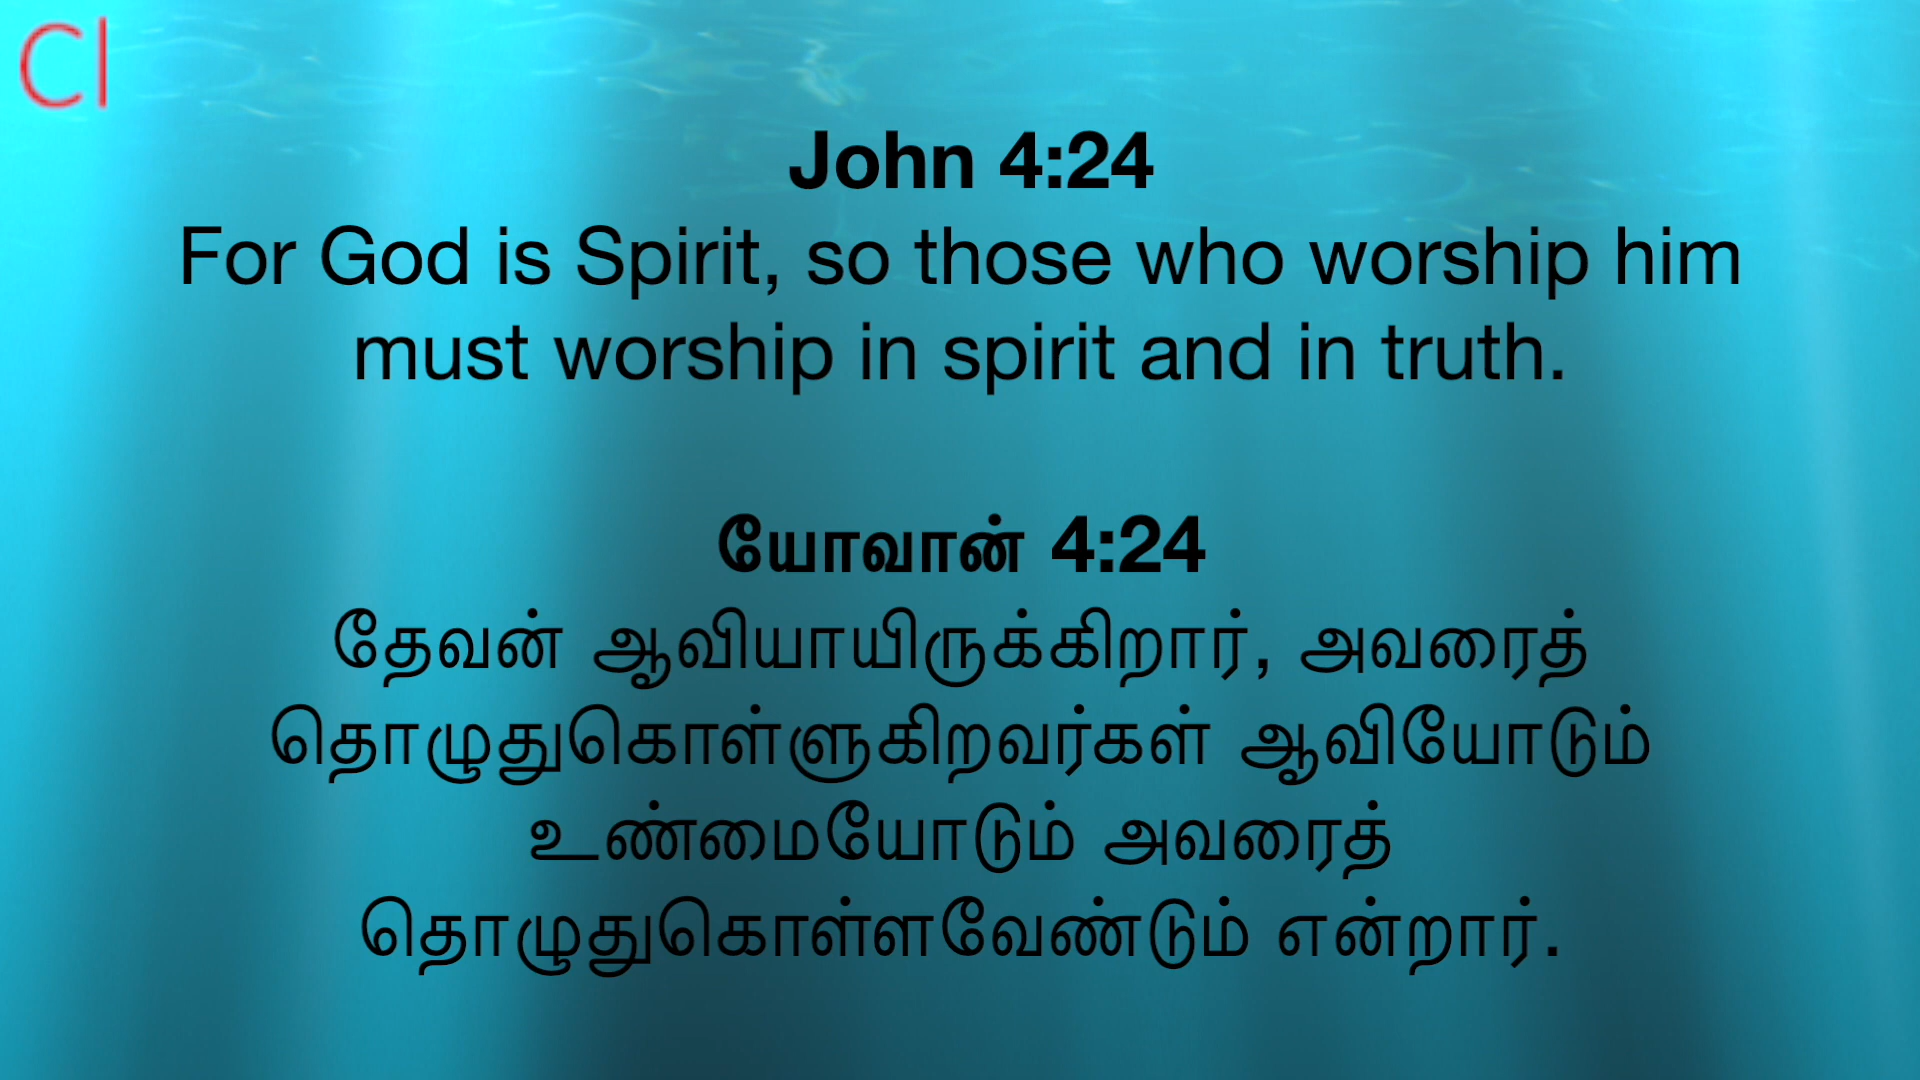 Cl
John 4:24
For God is Spirit, so those who worship him
must worship in spirit and in truth.
யோவான் 4:24
தேவன் ஆவியாயிருக்கிறார், அவரைத்
தொழுதுகொள்ளுகிறவர்கள் ஆவியோடும்
உண்மையோடும் அவரைத்
தொழுதுகொள்ளவேண்டும் என்றார்.